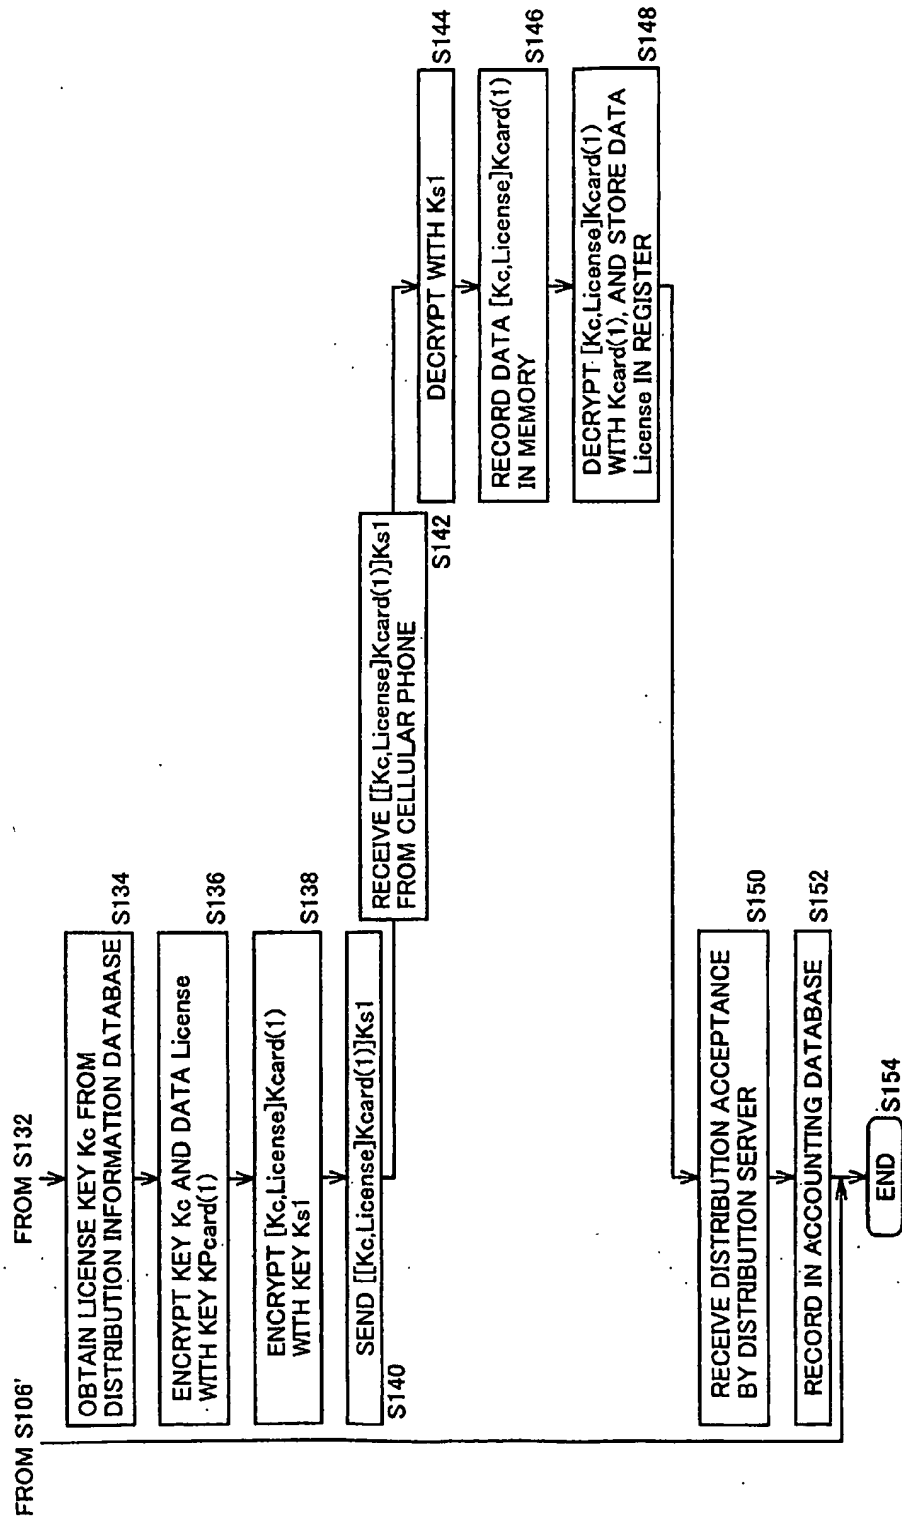 FROM S106'
FROM S132
OBTAIN LICENSE KEY Kc FROM
DISTRIBUTION INFORMATION DATABASE
S134
ENCRYPT KEY Kc AND DATA License
WITH KEY KPcard(1)
S136
ENCRYPT [Kc,License]Kcard(1)
WITH KEY Ks1
S138
SEND [[Kc,License]Kcard(1)]Ks1
S140
RECEIVE [[Kc,License]Kcard(1)]Ks1
FROM CELLULAR PHONE
S142
DECRYPT WITH Ks1
S144
RECORD DATA [Kc,License]Kcard(1)
IN MEMORY
S146
DECRYPT [Kc,License]Kcard(1)
WITH Kcard(1), AND STORE DATA
License IN REGISTER
S148
RECEIVE DISTRIBUTION ACCEPTANCE
BY DISTRIBUTION SERVER
S150
RECORD IN ACCOUNTING DATABASE
S152
END
S154